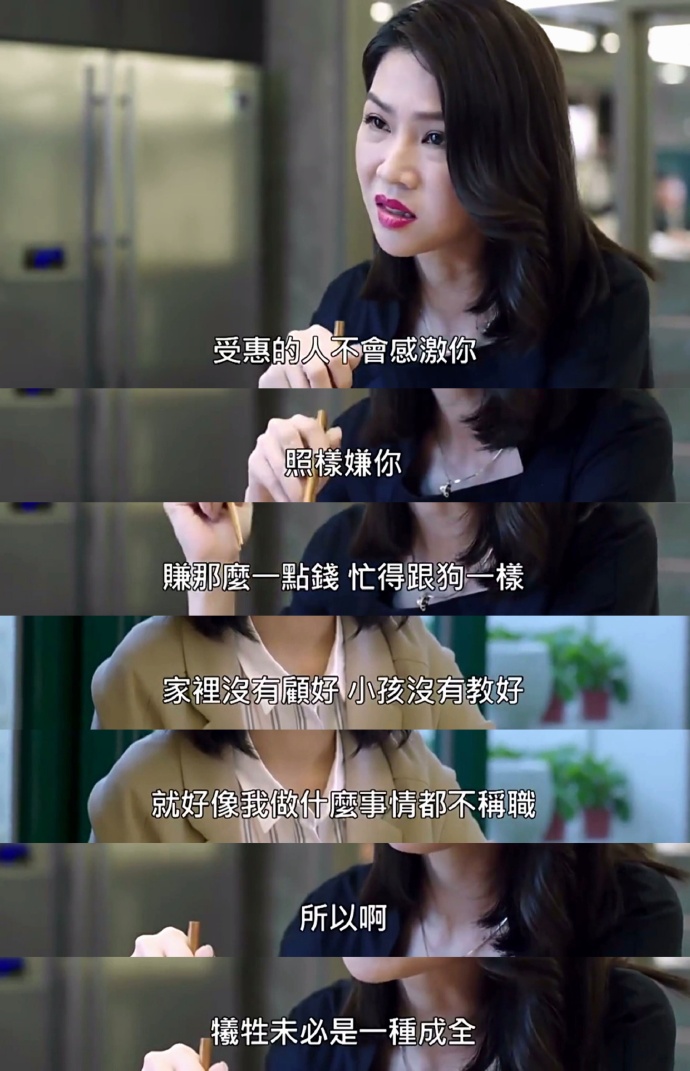 受惠的人不會感激你
照樣嫌你
賺那麼一點錢 忙得跟狗一樣
家裡沒有顧好 小孩沒有教好
就好像我做什麼事情都不稱職
所以啊
犧牲未必是一種成全